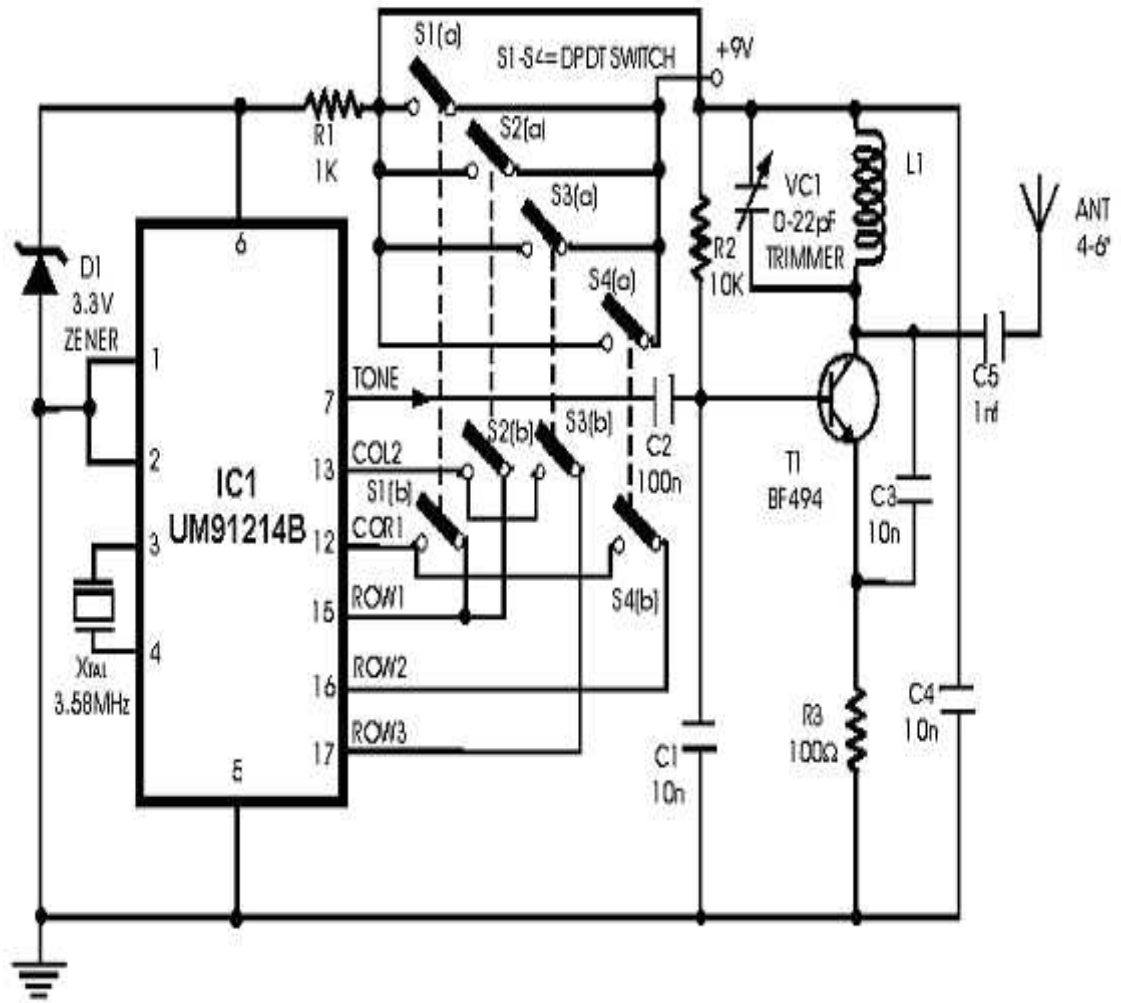 S1(a)
S1-S4=DPDT SWITCH
+9V
R1
1K
S2(a)
S3(a)
S4(a)
R2
10K
VC1
0-22pF
TRIMMER
L1
ANT
4-6"
D1
3.3V
ZENER
6
1
2
3
4
5
IC1
UM91214B
7
13
12
15
16
17
TONE
COL2
COR1
ROW1
ROW2
ROW3
S2(b)
S3(b)
S1(b)
S4(b)
C2
100n
C5
1nf
T1
BF494
C3
10n
XTAL
3.58MHz
C1
10n
R3
100Ω
C4
10n